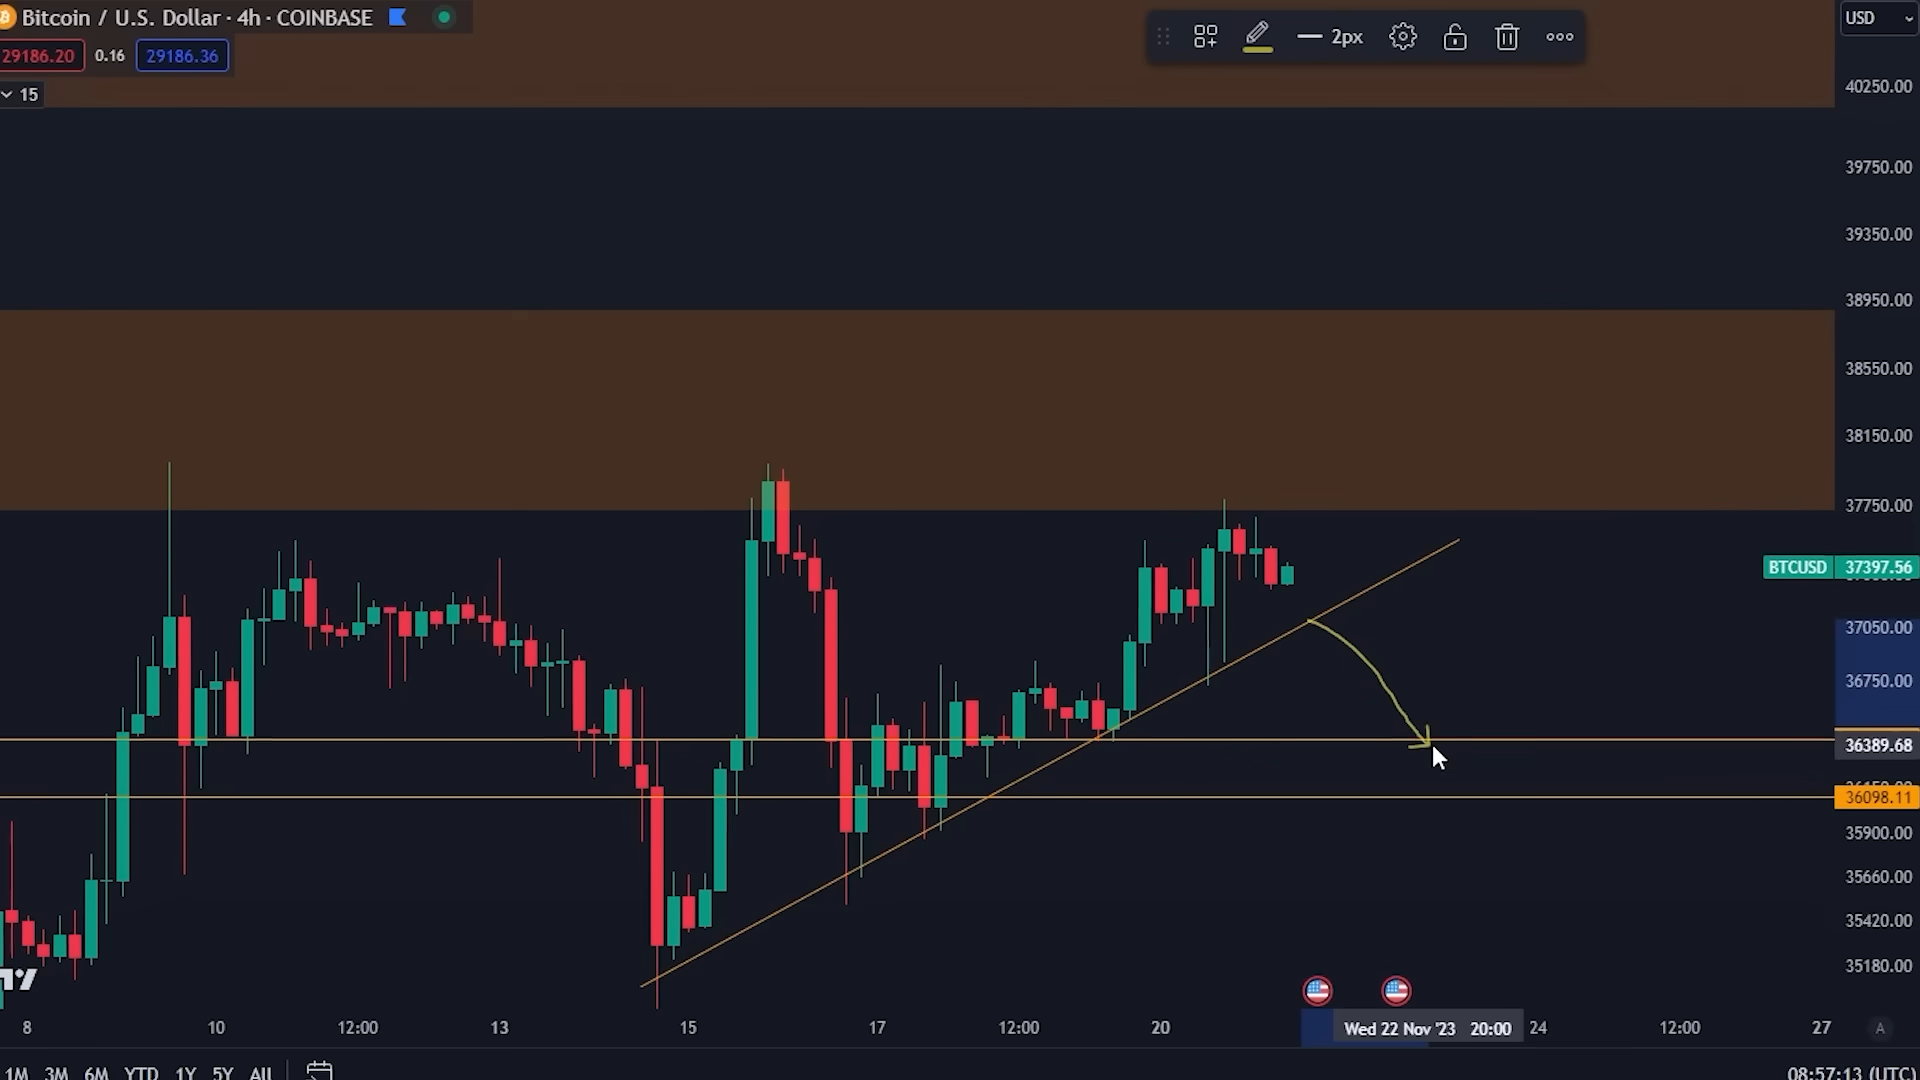 Bitcoin / U.S. Dollar · 4h · COINBASE
29186.20 0.16 29186.36
15
2px
USD
40250.00
39750.00
39350.00
38950.00
38550.00
38150.00
37750.00
BTCUSD 37397.56
37050.00
36750.00
36389.68
36098.11
35900.00
35660.00
35420.00
35180.00
8 10 12:00 13 15 17 12:00 20 Wed 22 Nov '23 20:00 24 12:00 27 A
1M 3M 6M YTD 1Y 5Y All 08:57:13 (UTC)